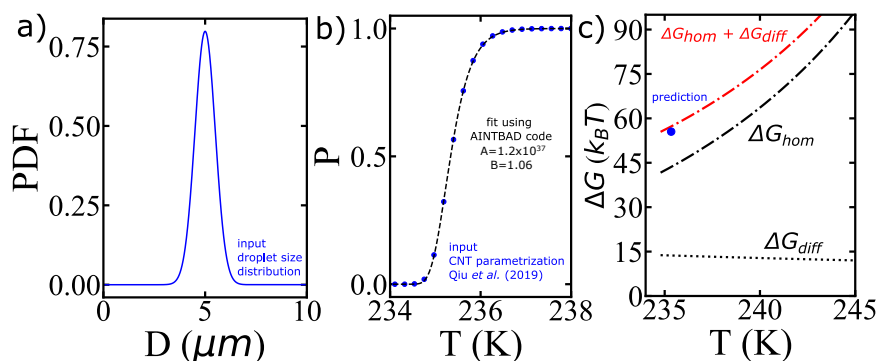 a)
PDF
0.75
0.50
0.25
0.00
0
5
10
D (μm)
input
droplet size
distribution
b)
P
1.0
0.5
0.0
234
236
238
T (K)
fit using
AINTBAD code
A=1.2x10³⁷
B=1.06
input
CNT parametrization
Qiu et al. (2019)
c)
ΔG (k_BT)
90
75
60
45
30
15
0
235
240
245
T (K)
ΔG_hom + ΔG_diff
prediction
ΔG_hom
ΔG_diff